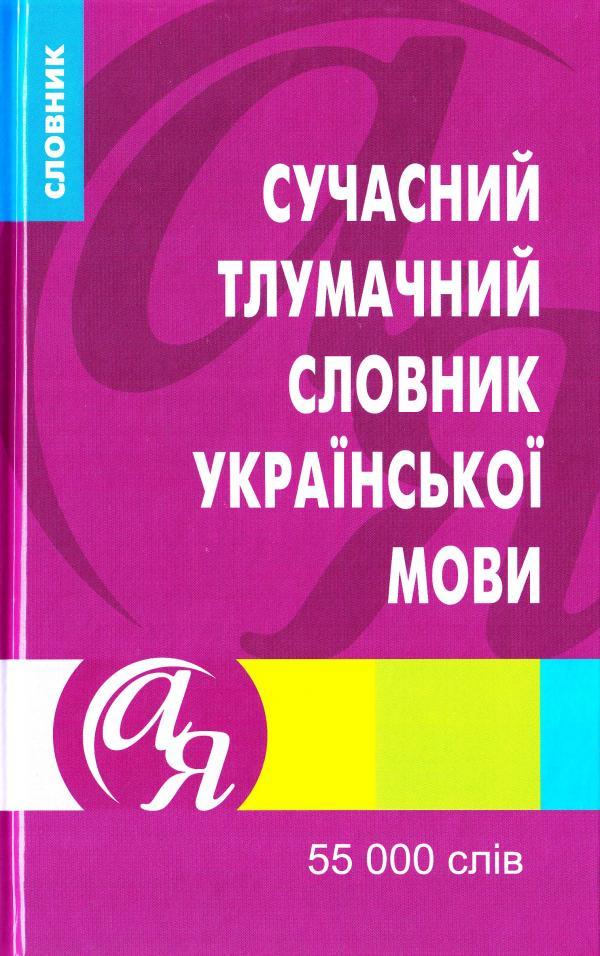 СЛОВНИК
СУЧАСНИЙ
ТЛУМАЧНИЙ
СЛОВНИК
УКРАЇНСЬКОЇ
МОВИ
а
Я
55 000 слів